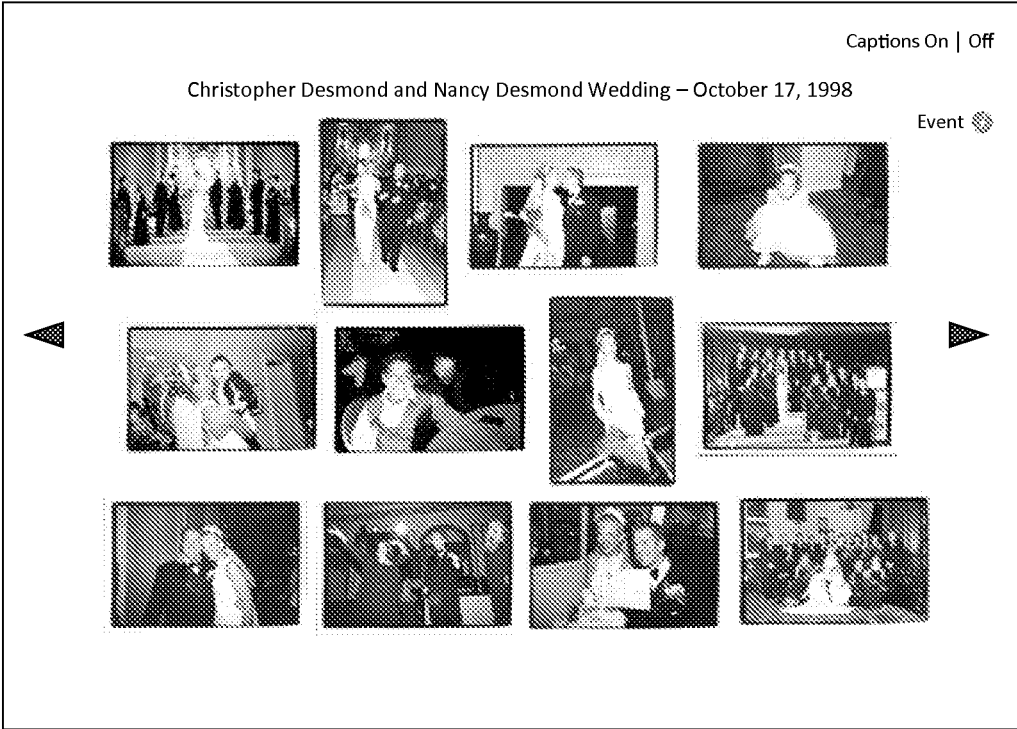 Captions On | Off
Christopher Desmond and Nancy Desmond Wedding – October 17, 1998
Event